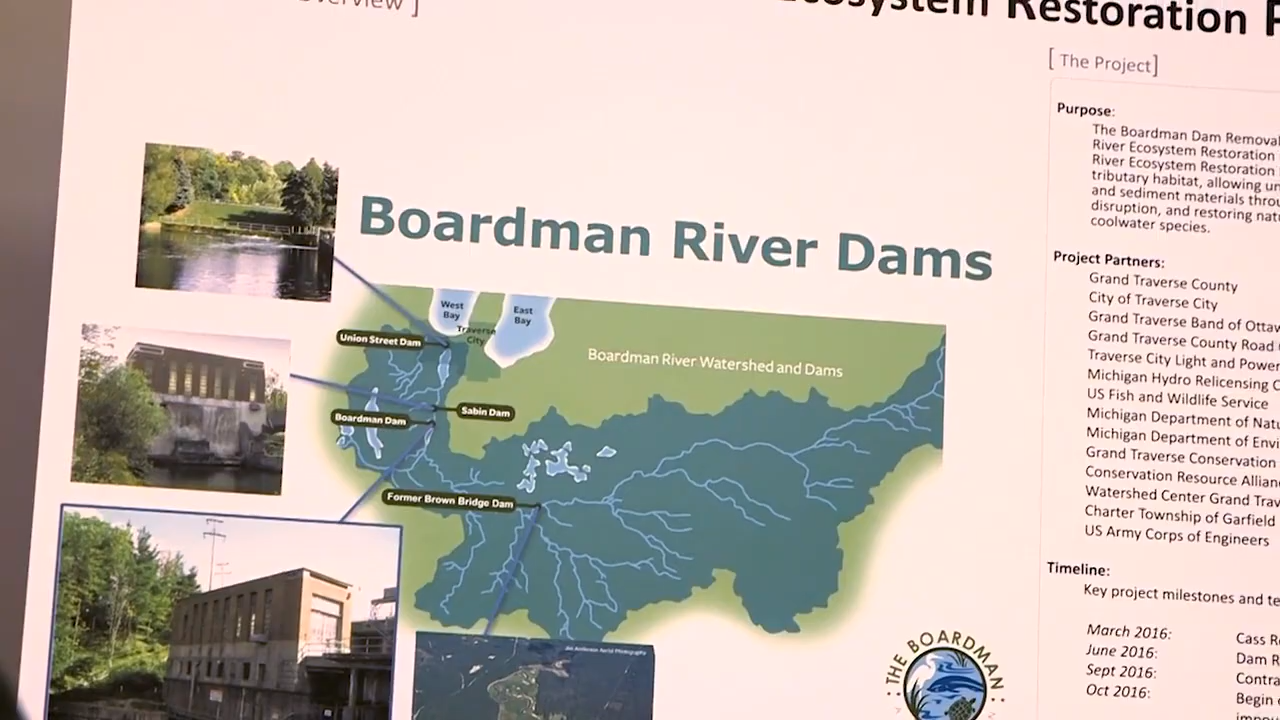 Restoration
[ The Project]
Purpose:
The Boardman Dam Removal
River Ecosystem Restoration
River Ecosystem Restoration
tributary habitat, allowing
and sediment materials
disruption, and restoring
coolwater species.
Boardman River Dams
West
Bay
East
Bay
Traverse
City
Union Street Dam
Boardman River Watershed and Dams
Sabin Dam
Boardman Dam
Former Brown Bridge Dam
Project Partners:
Grand Traverse County
City of Traverse City
Grand Traverse Band of
Grand Traverse County Road
Traverse City Light and Power
Michigan Hydro Relicensing
US Fish and Wildlife Service
Michigan Department of
Michigan Department of
Grand Traverse Conservation
Conservation Resource
Watershed Center Grand
Charter Township of Garfield
US Army Corps of Engineers
Timeline:
Key project milestones and
March 2016: Cass
June 2016: Dam
Sept 2016:
Oct 2016: Begin
THE BOARDMAN